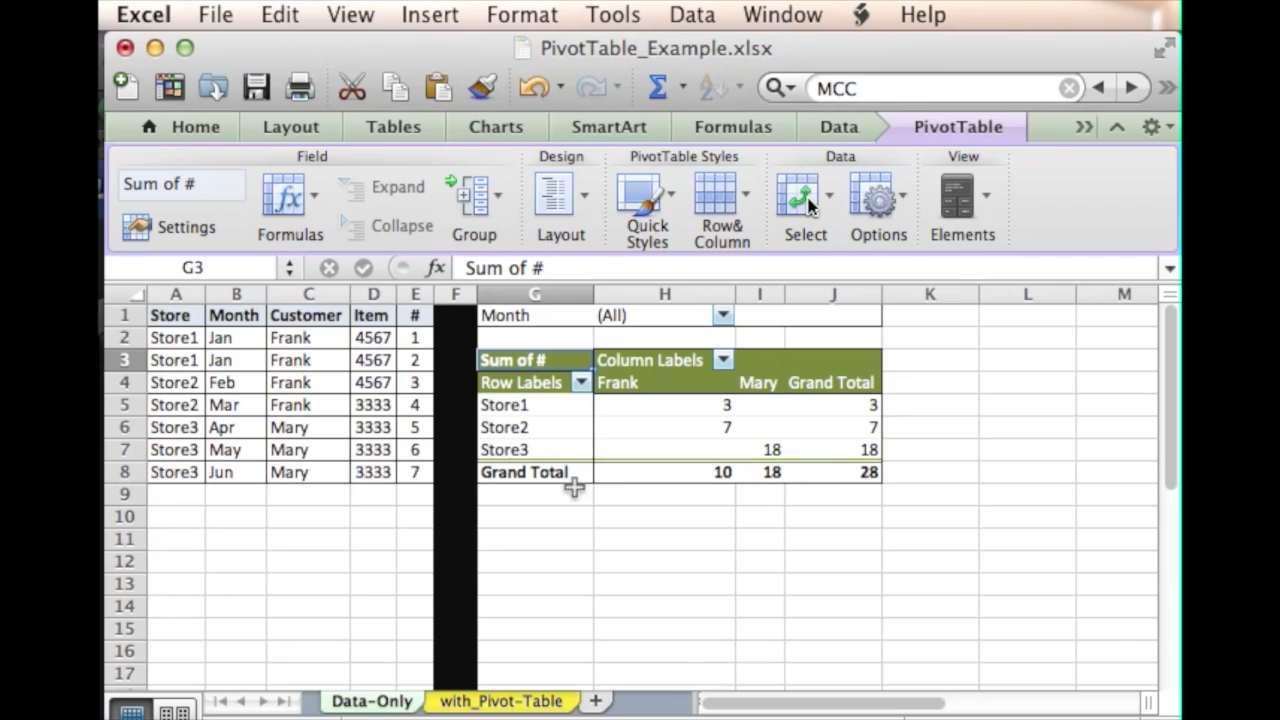 Excel File Edit View Insert Format Tools Data Window Help
PivotTable_Example.xlsx
MCC
Home Layout Tables Charts SmartArt Formulas Data PivotTable
Field Design PivotTable Styles Data View
Sum of # Expand
Settings Formulas Collapse Group Layout Quick Styles Row& Column Select Options Elements
G3 fx Sum of #
A B C D E F G H I J K L M
1 Store Month Customer Item # Month (All)
2 Store1 Jan Frank 4567 1
3 Store1 Jan Frank 4567 2 Sum of # Column Labels
4 Store2 Feb Frank 4567 3 Row Labels Frank Mary Grand Total
5 Store2 Mar Frank 3333 4 Store1 3 3
6 Store3 Apr Mary 3333 5 Store2 7 7
7 Store3 May Mary 3333 6 Store3 18 18
8 Store3 Jun Mary 3333 7 Grand Total 10 18 28
9
10
11
12
13
14
15
16
17
Data-Only with_Pivot-Table